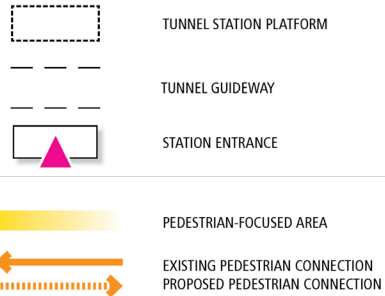 TUNNEL STATION PLATFORM
TUNNEL GUIDEWAY
STATION ENTRANCE
PEDESTRIAN-FOCUSED AREA
EXISTING PEDESTRIAN CONNECTION
PROPOSED PEDESTRIAN CONNECTION